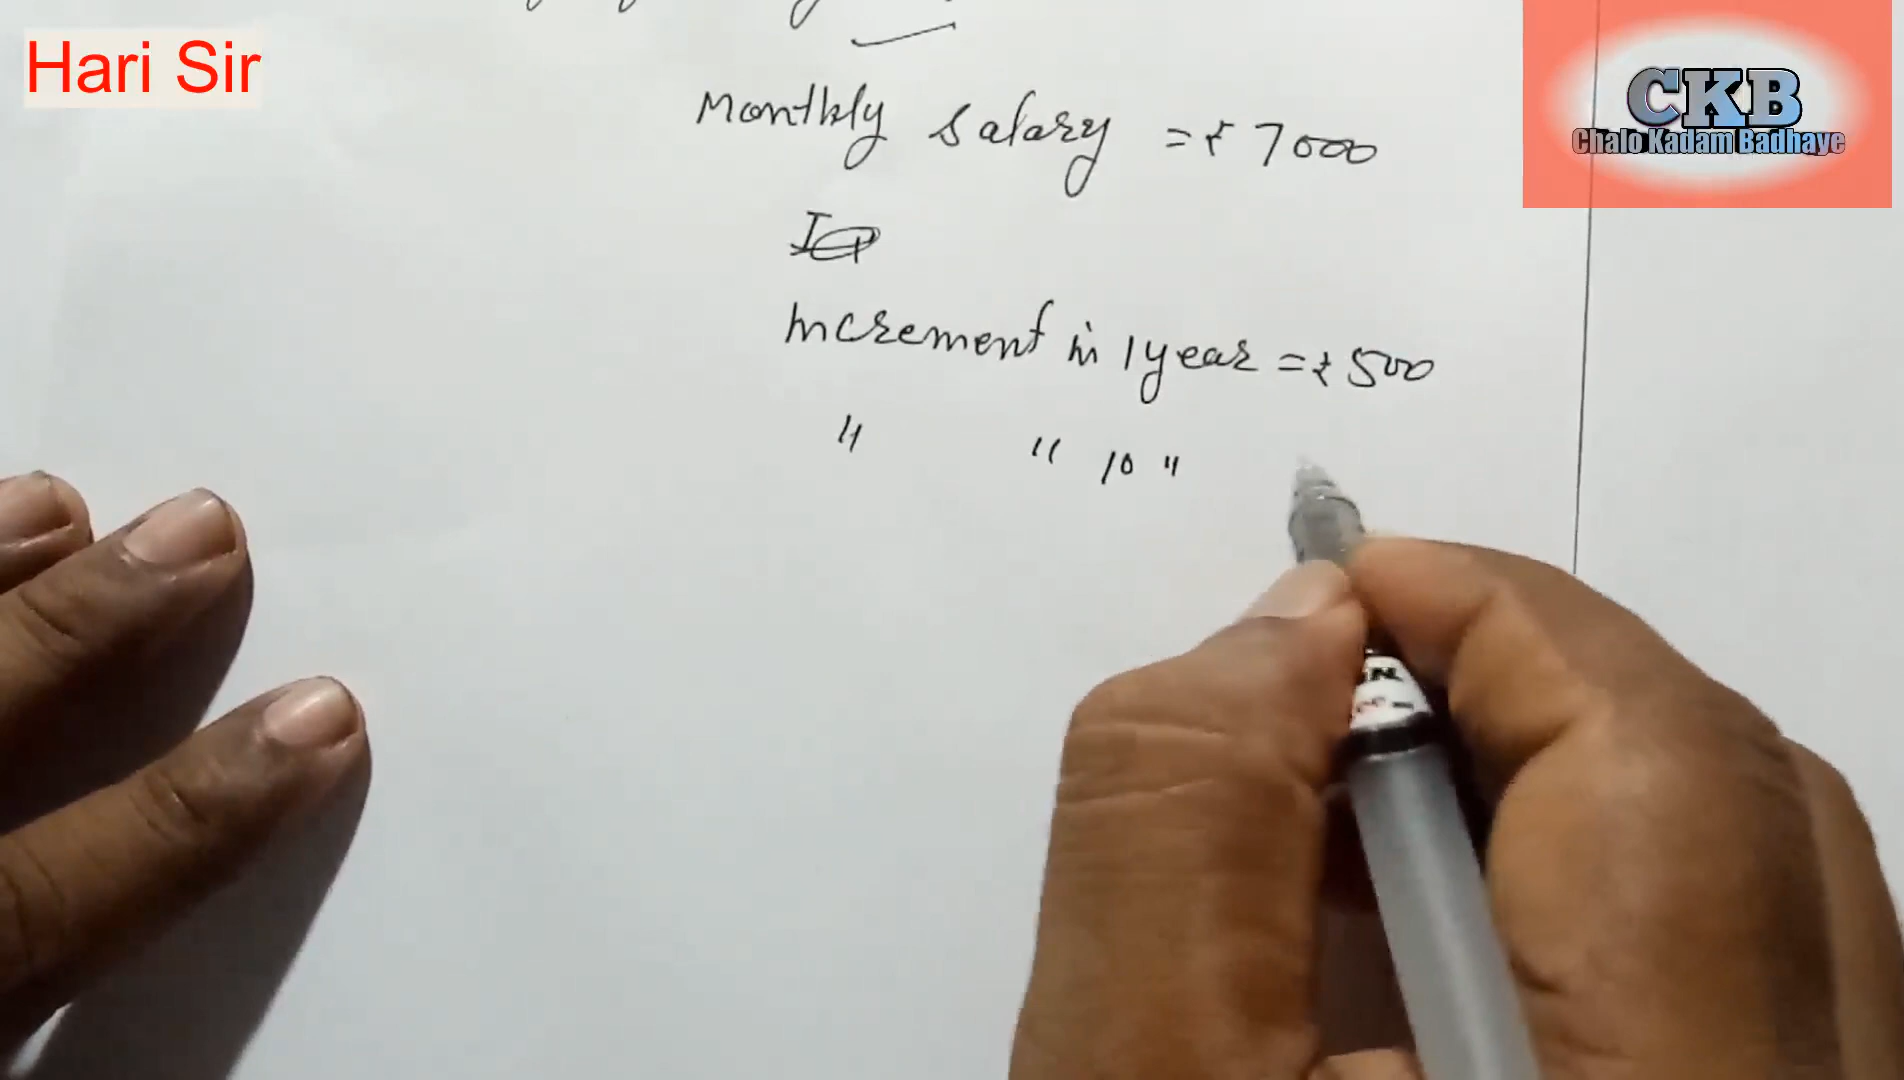 Hari Sir
CKB
Chalo Kadam Badhaye
Monthly salary = ₹ 7000
Increment in 1 year = ₹ 500
" " 10 "